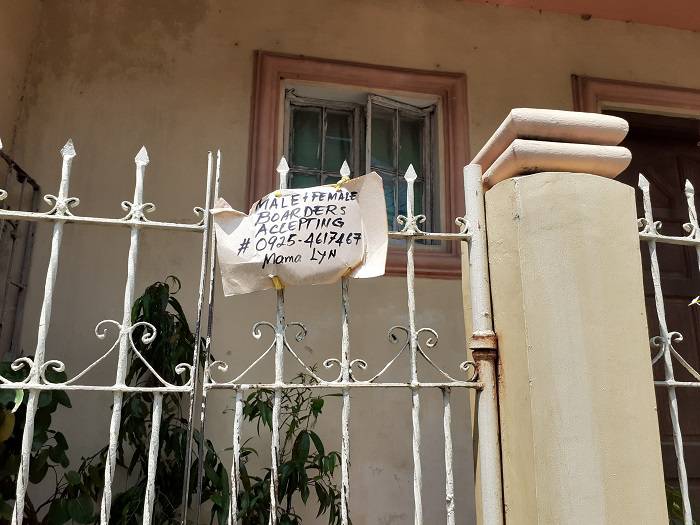 MALE + FEMALE
BOARDERS
ACCEPTING
# 0925-4617467
Mama LYN